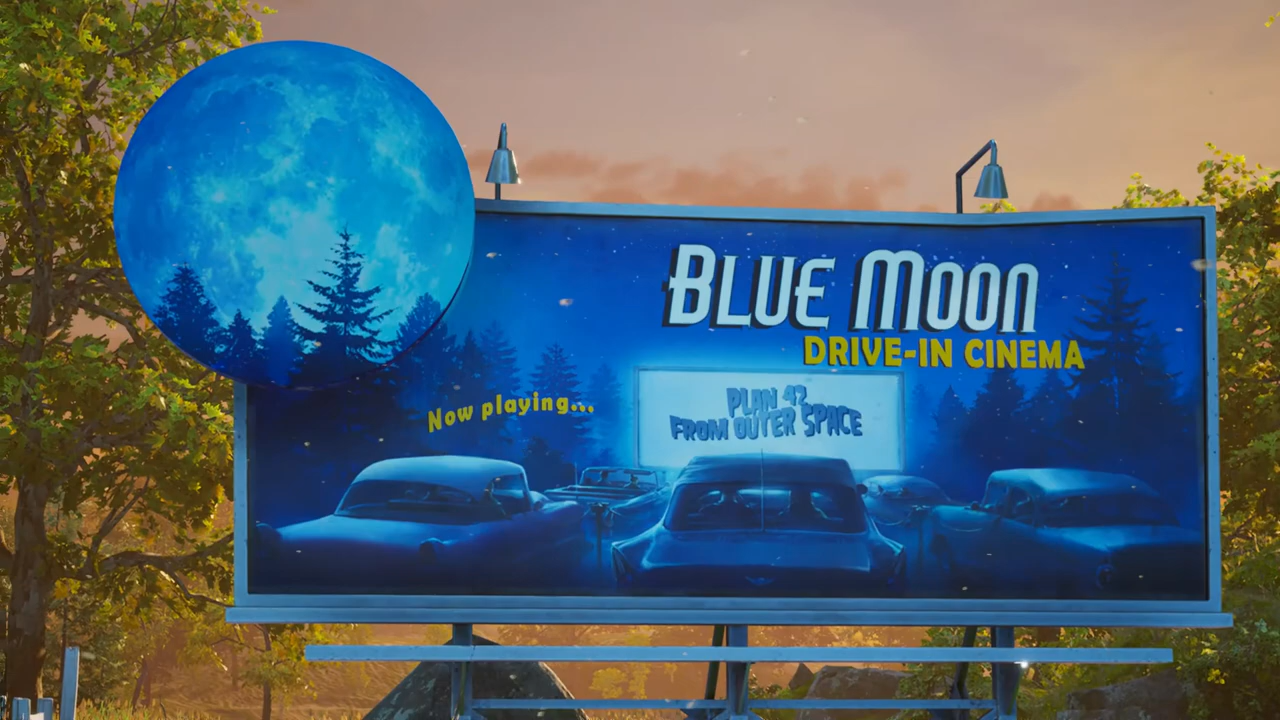 BLUE MOON
DRIVE-IN CINEMA
Now playing...
PLAN 42
FROM OUTER SPACE